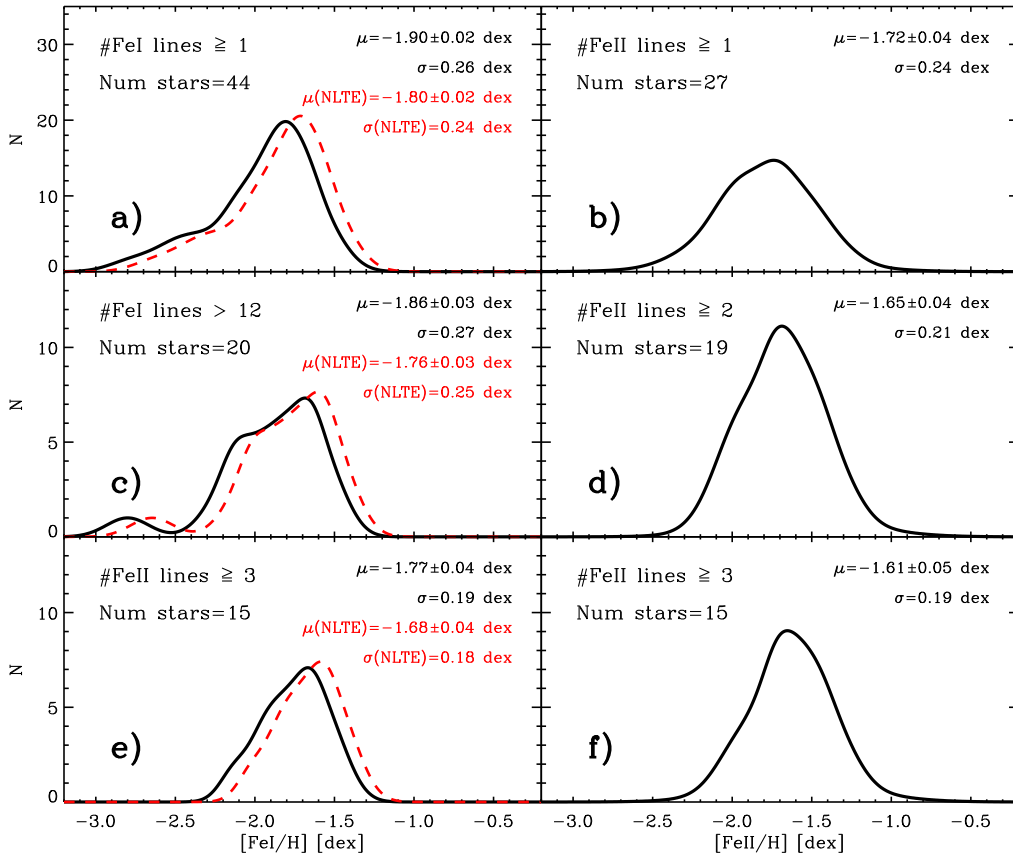 #FeI lines ≧ 1
Num stars=44
μ=−1.90±0.02 dex
σ=0.26 dex
μ(NLTE)=−1.80±0.02 dex
σ(NLTE)=0.24 dex
a)
N
30
20
10
0
#FeII lines ≧ 1
Num stars=27
μ=−1.72±0.04 dex
σ=0.24 dex
b)
#FeI lines > 12
Num stars=20
μ=−1.86±0.03 dex
σ=0.27 dex
μ(NLTE)=−1.76±0.03 dex
σ(NLTE)=0.25 dex
c)
N
10
5
0
#FeII lines ≧ 2
Num stars=19
μ=−1.65±0.04 dex
σ=0.21 dex
d)
#FeII lines ≧ 3
Num stars=15
μ=−1.77±0.04 dex
σ=0.19 dex
μ(NLTE)=−1.68±0.04 dex
σ(NLTE)=0.18 dex
e)
N
10
5
0
#FeII lines ≧ 3
Num stars=15
μ=−1.61±0.05 dex
σ=0.19 dex
f)
−3.0 −2.5 −2.0 −1.5 −1.0 −0.5
[FeI/H] [dex]
−3.0 −2.5 −2.0 −1.5 −1.0 −0.5
[FeII/H] [dex]